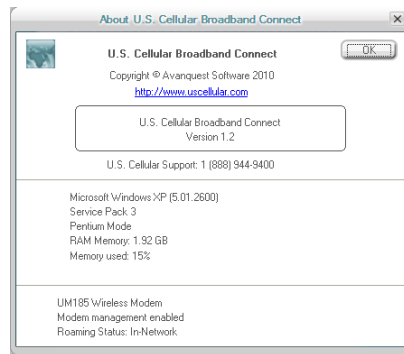 About U.S. Cellular Broadband Connect
U.S. Cellular Broadband Connect
OK
Copyright © Avanquest Software 2010
http://www.uscellular.com
U.S. Cellular Broadband Connect
Version 1.2
U.S. Cellular Support: 1 (888) 944-9400
Microsoft Windows XP (5.01.2600)
Service Pack 3
Pentium Mode
RAM Memory: 1.92 GB
Memory used: 15%
UM185 Wireless Modem
Modem management enabled
Roaming Status: In-Network